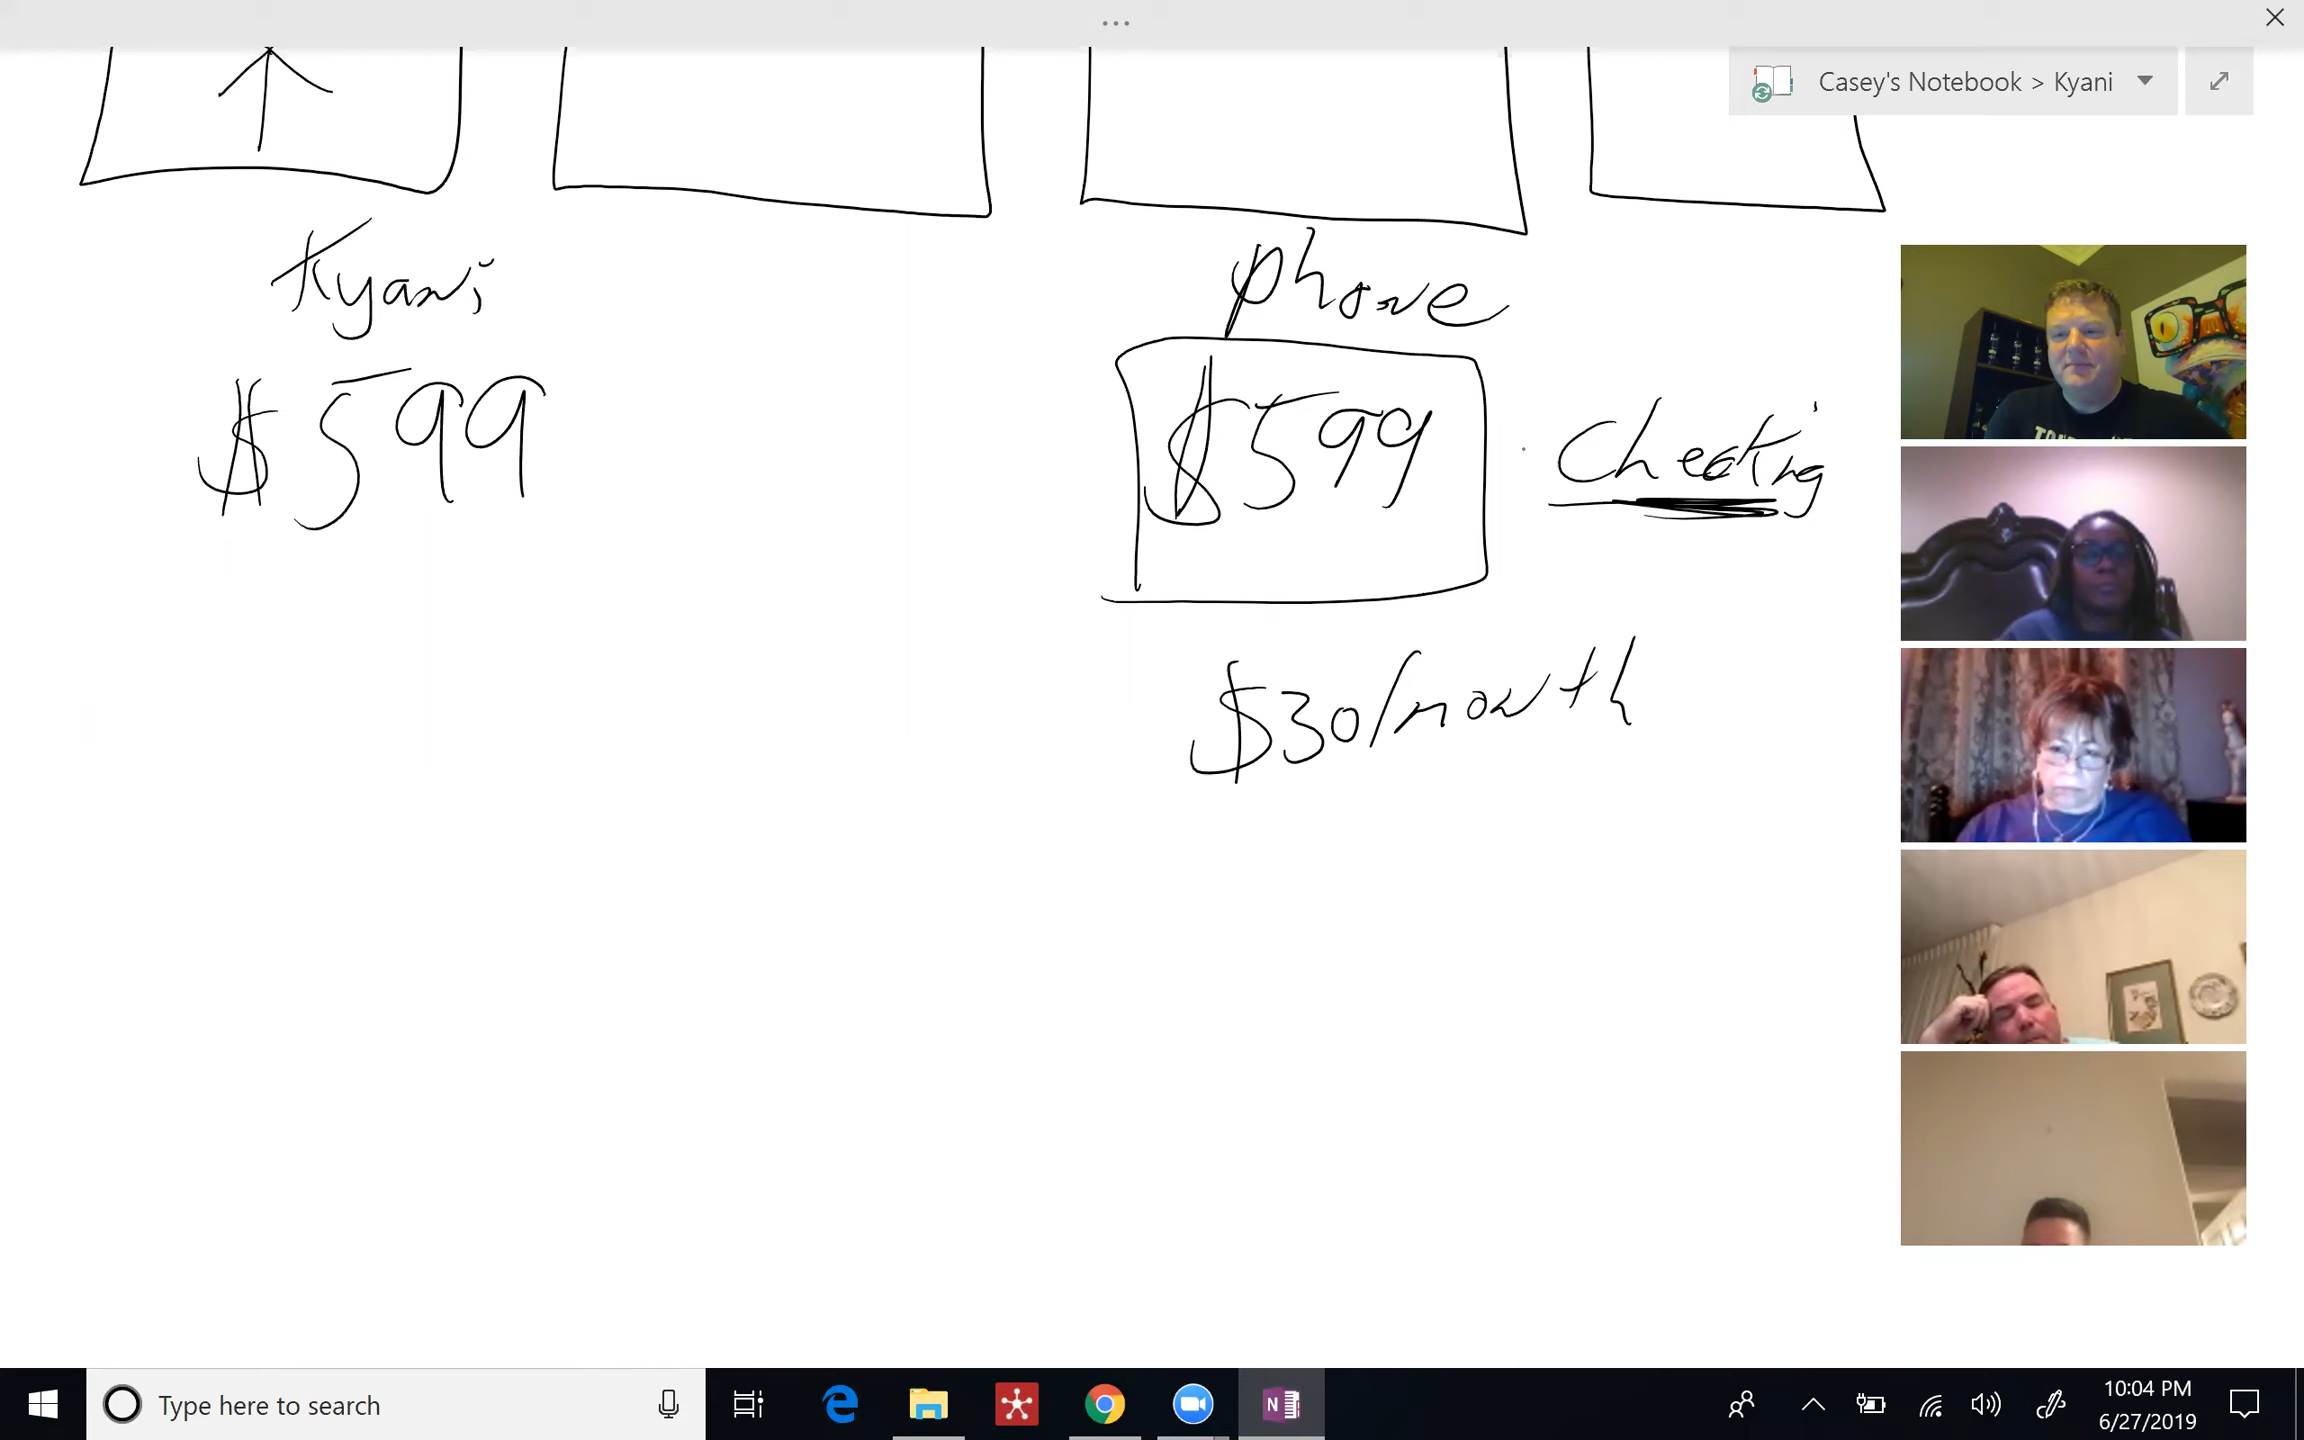 Casey's Notebook > Kyani
Kyani
$599
phone
$599
Checking
$30/month
Type here to search
N
10:04 PM
6/27/2019